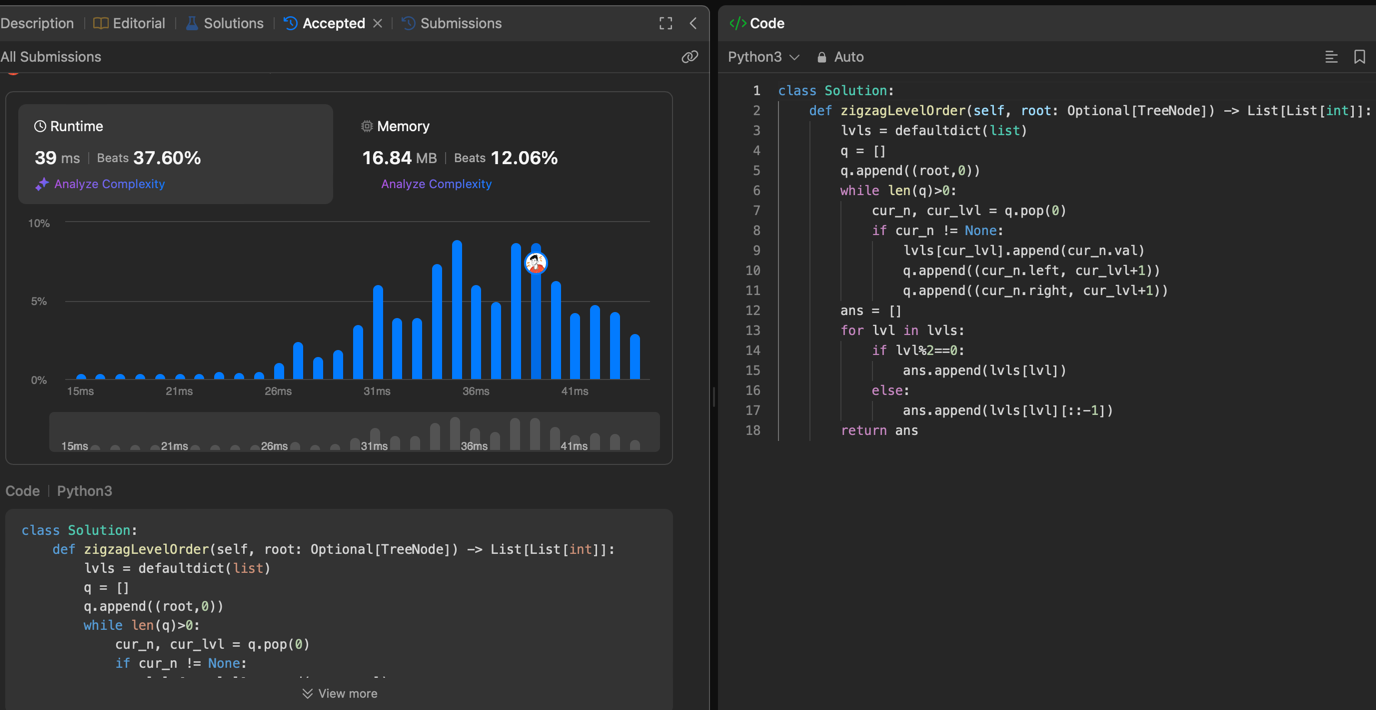 Description | Editorial | Solutions | Accepted × | Submissions
All Submissions
Runtime
39 ms | Beats 37.60%
Analyze Complexity
Memory
16.84 MB | Beats 12.06%
Analyze Complexity
10%
5%
0%
15ms 21ms 26ms 31ms 36ms 41ms
15ms 21ms 26ms 31ms 36ms 41ms
Code | Python3
class Solution:
    def zigzagLevelOrder(self, root: Optional[TreeNode]) -> List[List[int]]:
        lvls = defaultdict(list)
        q = []
        q.append((root,0))
        while len(q)>0:
            cur_n, cur_lvl = q.pop(0)
            if cur_n != None:
View more
</> Code
Python3 Auto
1 class Solution:
2     def zigzagLevelOrder(self, root: Optional[TreeNode]) -> List[List[int]]:
3         lvls = defaultdict(list)
4         q = []
5         q.append((root,0))
6         while len(q)>0:
7             cur_n, cur_lvl = q.pop(0)
8             if cur_n != None:
9                 lvls[cur_lvl].append(cur_n.val)
10                 q.append((cur_n.left, cur_lvl+1))
11                 q.append((cur_n.right, cur_lvl+1))
12         ans = []
13         for lvl in lvls:
14             if lvl%2==0:
15                 ans.append(lvls[lvl])
16             else:
17                 ans.append(lvls[lvl][::-1])
18         return ans